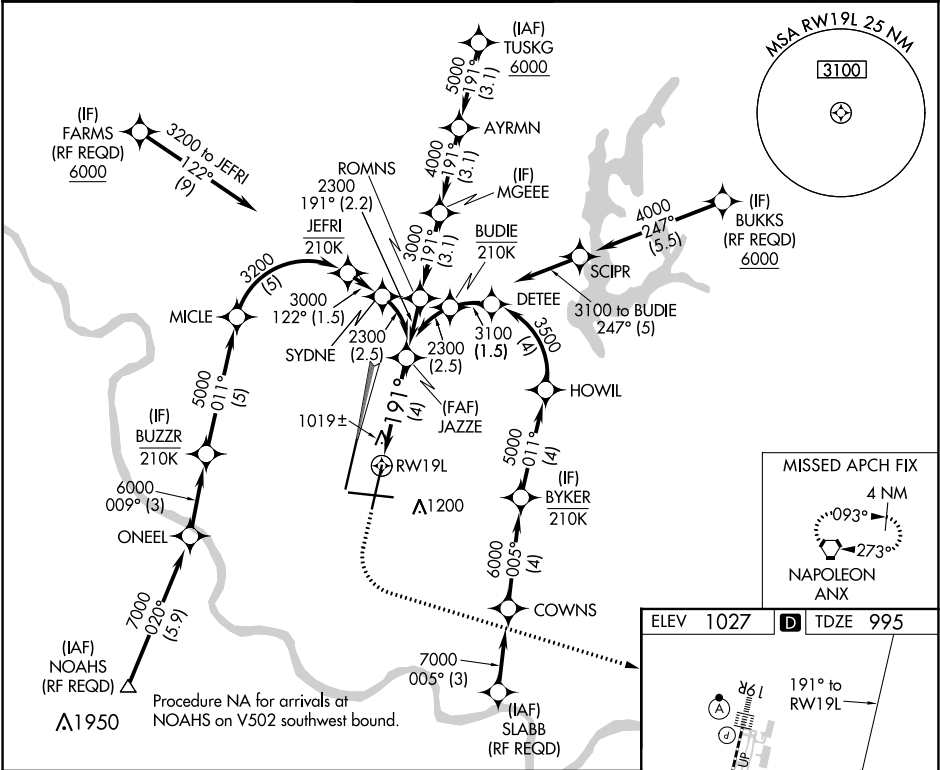 (IAF)
TUSKG
6000
5000
191°
(3.1)
AYRMN
4000
191°
(3.1)
(IF)
MGEEE
3000
191°
(3.1)
ROMNS
2300
191° (2.2)
MSA RW19L 25 NM
3100
(IF)
FARMS
(RF REQD)
6000
3200 to JEFRI
122°
(9)
JEFRI
210K
BUDIE
210K
(IF)
BUKKS
(RF REQD)
6000
4000
247°
(5.5)
SCIPR
3100 to BUDIE
247° (5)
DETEE
3200
(5)
MICLE
3000
122° (1.5)
SYDNE
2300
(2.5)
2300
(2.5)
3100
(1.5)
3500
(4)
HOWIL
191°
(4)
(FAF)
JAZZE
1019±
RW19L
1200
5000
011°
(5)
(IF)
BUZZR
210K
6000
009° (3)
ONEEL
7000
020°
(5.9)
(IAF)
NOAHS
(RF REQD)
1950
Procedure NA for arrivals at
NOAHS on V502 southwest bound.
5000
011°
(4)
(IF)
BYKER
210K
6000
005°
(4)
COWNS
7000
005° (3)
(IAF)
SLABB
(RF REQD)
MISSED APCH FIX
4 NM
093°
273°
NAPOLEON
ANX
ELEV 1027
D
TDZE 995
191° to
RW19L
19R
A
P
UP